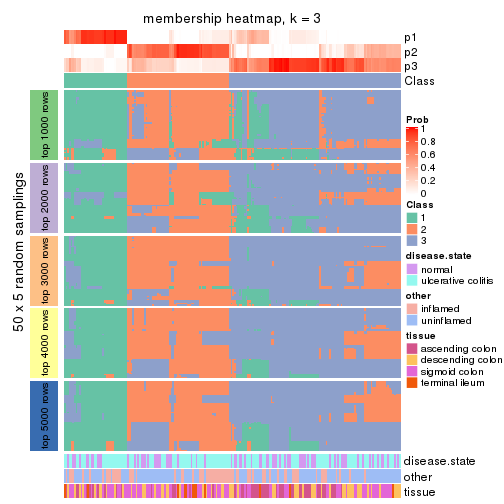 membership heatmap, k = 3
p1
p2
p3
Class
50 x 5 random samplings
top 1000 rows
top 2000 rows
top 3000 rows
top 4000 rows
top 5000 rows
disease.state
other
tissue
Prob
1
0.8
0.6
0.4
0.2
0
Class
1
2
3
disease.state
normal
ulcerative colitis
other
inflamed
uninflamed
tissue
ascending colon
descending colon
sigmoid colon
terminal ileum